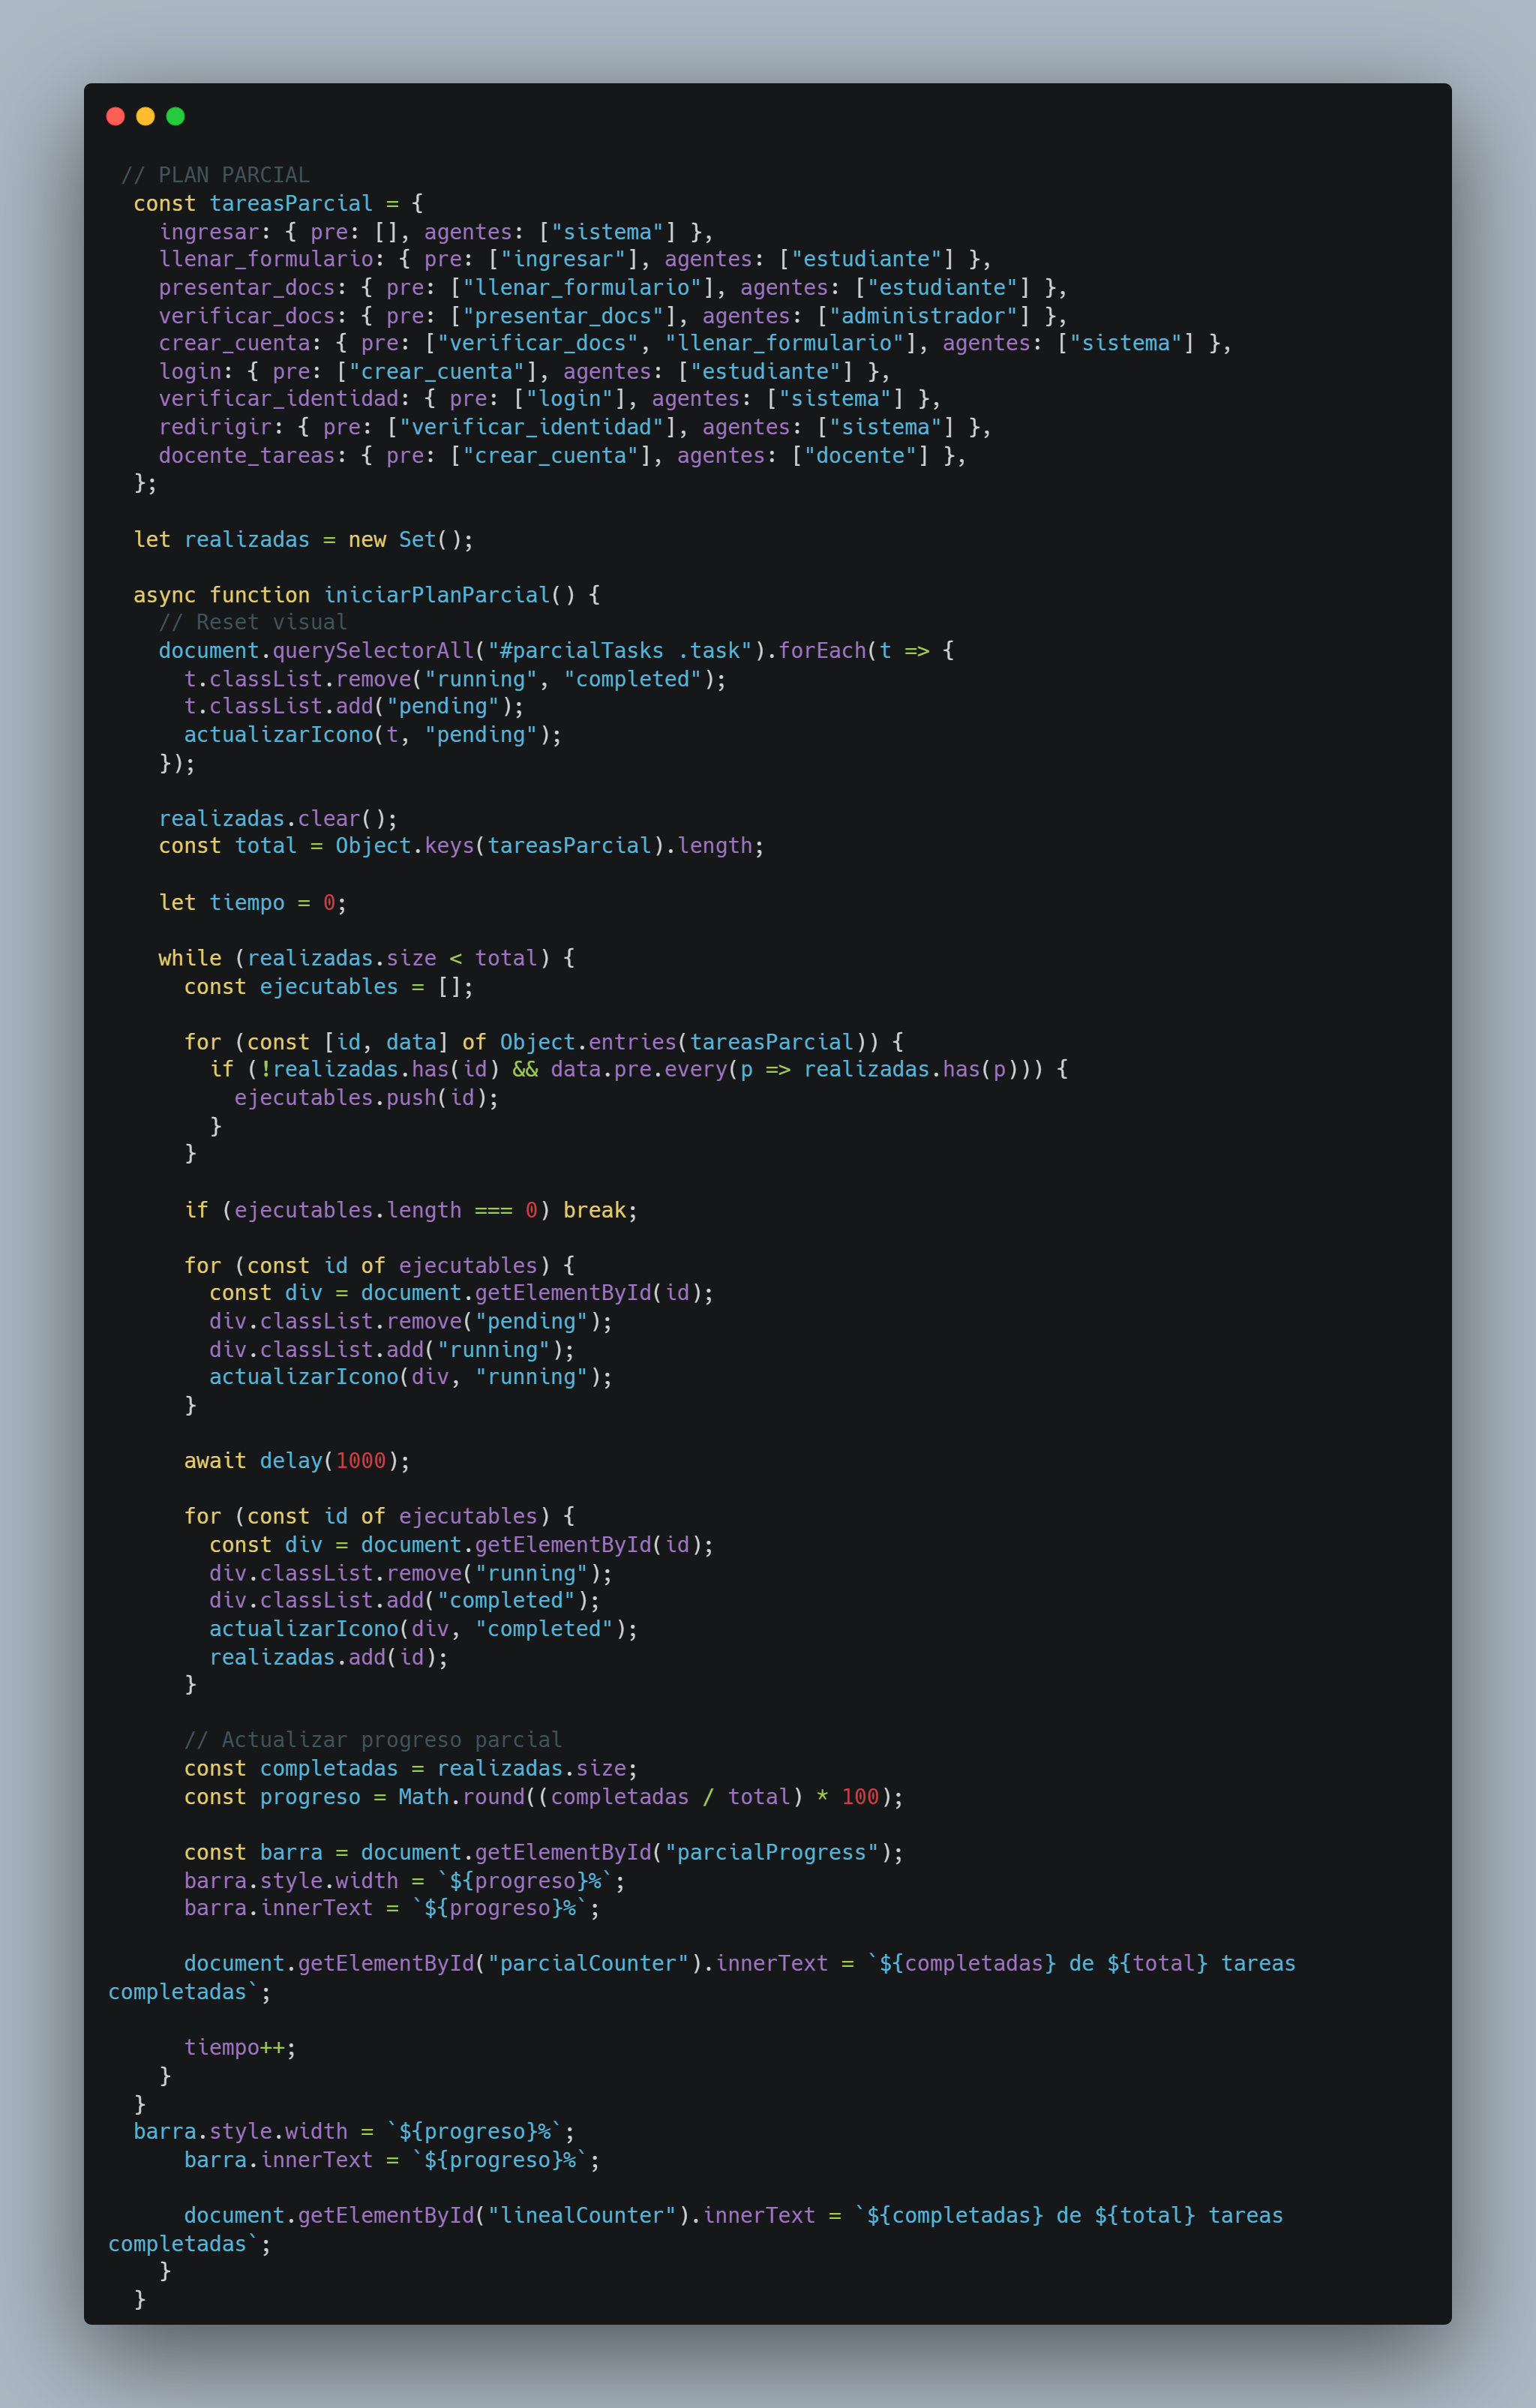 // PLAN PARCIAL
const tareasParcial = {
ingresar: { pre: [], agentes: ["sistema"] },
llenar_formulario: { pre: ["ingresar"], agentes: ["estudiante"] },
presentar_docs: { pre: ["llenar_formulario"], agentes: ["estudiante"] },
verificar_docs: { pre: ["presentar_docs"], agentes: ["administrador"] },
crear_cuenta: { pre: ["verificar_docs", "llenar_formulario"], agentes: ["sistema"] },
login: { pre: ["crear_cuenta"], agentes: ["estudiante"] },
verificar_identidad: { pre: ["login"], agentes: ["sistema"] },
redirigir: { pre: ["verificar_identidad"], agentes: ["sistema"] },
docente_tareas: { pre: ["crear_cuenta"], agentes: ["docente"] },
};
let realizadas = new Set();
async function iniciarPlanParcial() {
// Reset visual
document.querySelectorAll("#parcialTasks .task").forEach(t => {
t.classList.remove("running", "completed");
t.classList.add("pending");
actualizarIcono(t, "pending");
});
realizadas.clear();
const total = Object.keys(tareasParcial).length;
let tiempo = 0;
while (realizadas.size < total) {
const ejecutables = [];
for (const [id, data] of Object.entries(tareasParcial)) {
if (!realizadas.has(id) && data.pre.every(p => realizadas.has(p))) {
ejecutables.push(id);
}
}
if (ejecutables.length === 0) break;
for (const id of ejecutables) {
const div = document.getElementById(id);
div.classList.remove("pending");
div.classList.add("running");
actualizarIcono(div, "running");
}
await delay(1000);
for (const id of ejecutables) {
const div = document.getElementById(id);
div.classList.remove("running");
div.classList.add("completed");
actualizarIcono(div, "completed");
realizadas.add(id);
}
// Actualizar progreso parcial
const completadas = realizadas.size;
const progreso = Math.round((completadas / total) * 100);
const barra = document.getElementById("parcialProgress");
barra.style.width = `${progreso}%`;
barra.innerText = `${progreso}%`;
document.getElementById("parcialCounter").innerText = `${completadas} de ${total} tareas
completadas`;
tiempo++;
}
}
barra.style.width = `${progreso}%`;
barra.innerText = `${progreso}%`;
document.getElementById("linealCounter").innerText = `${completadas} de ${total} tareas
completadas`;
}
}